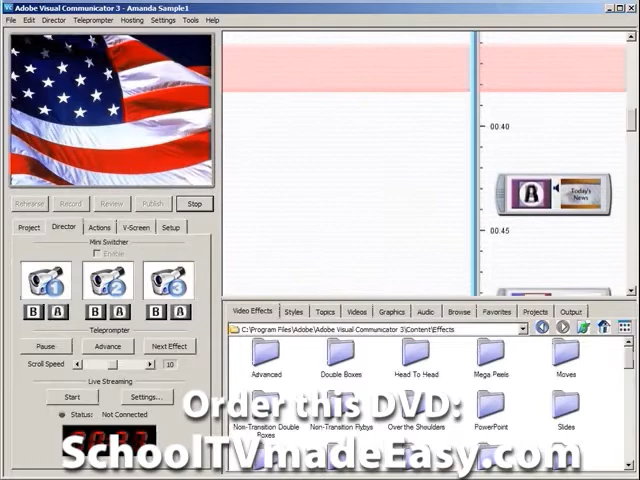 Adobe Visual Communicator 3 - Amanda Sample1
File Edit Director Teleprompter Hosting Settings Tools Help
00:40
Today's
News
00:45
Rehearse Record Review Publish Stop
Project Director Actions V-Screen Setup
Mini Switcher
Enable
1 2 3
B A B A B A
Teleprompter
Pause Advance Next Effect
Scroll Speed 10
Live Streaming
Start Settings...
Status: Not Connected
Video Effects Styles Topics Videos Graphics Audio Browse Favorites Projects Output
C:\Program Files\Adobe\Adobe Visual Communicator 3\Content\Effects
Advanced Double Boxes Head To Head Mega Peels Moves
Non-Transition Double
Boxes
Non-Transition Flybys Over the Shoulders PowerPoint Slides
Order this DVD:
SchoolTVmadeEasy.com